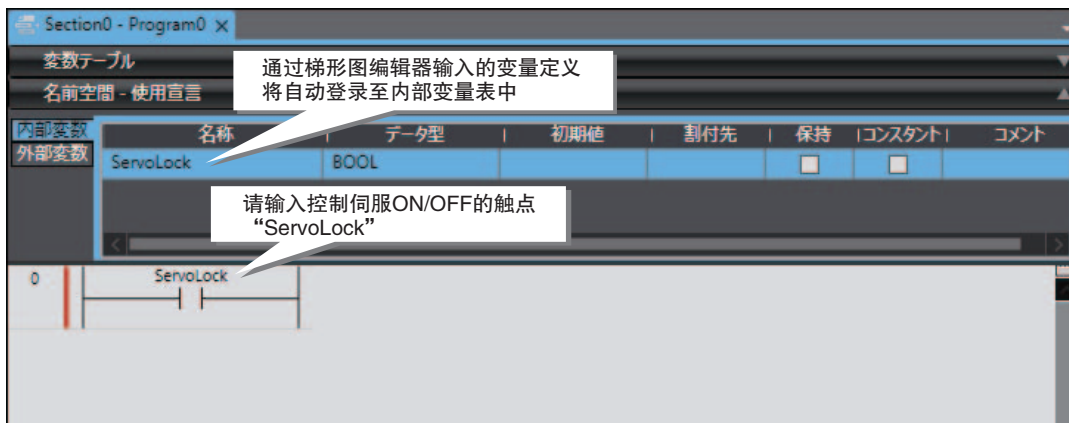 Section0 - Program0
変数テーブル
通过梯形图编辑器输入的变量定义
将自动登录至内部变量表中
名前空間 - 使用宣言
内部変数
外部変数
名称 データ型 初期値 割付先 保持 コンスタント コメント
ServoLock BOOL
请输入控制伺服ON/OFF的触点
“ServoLock”
0
ServoLock